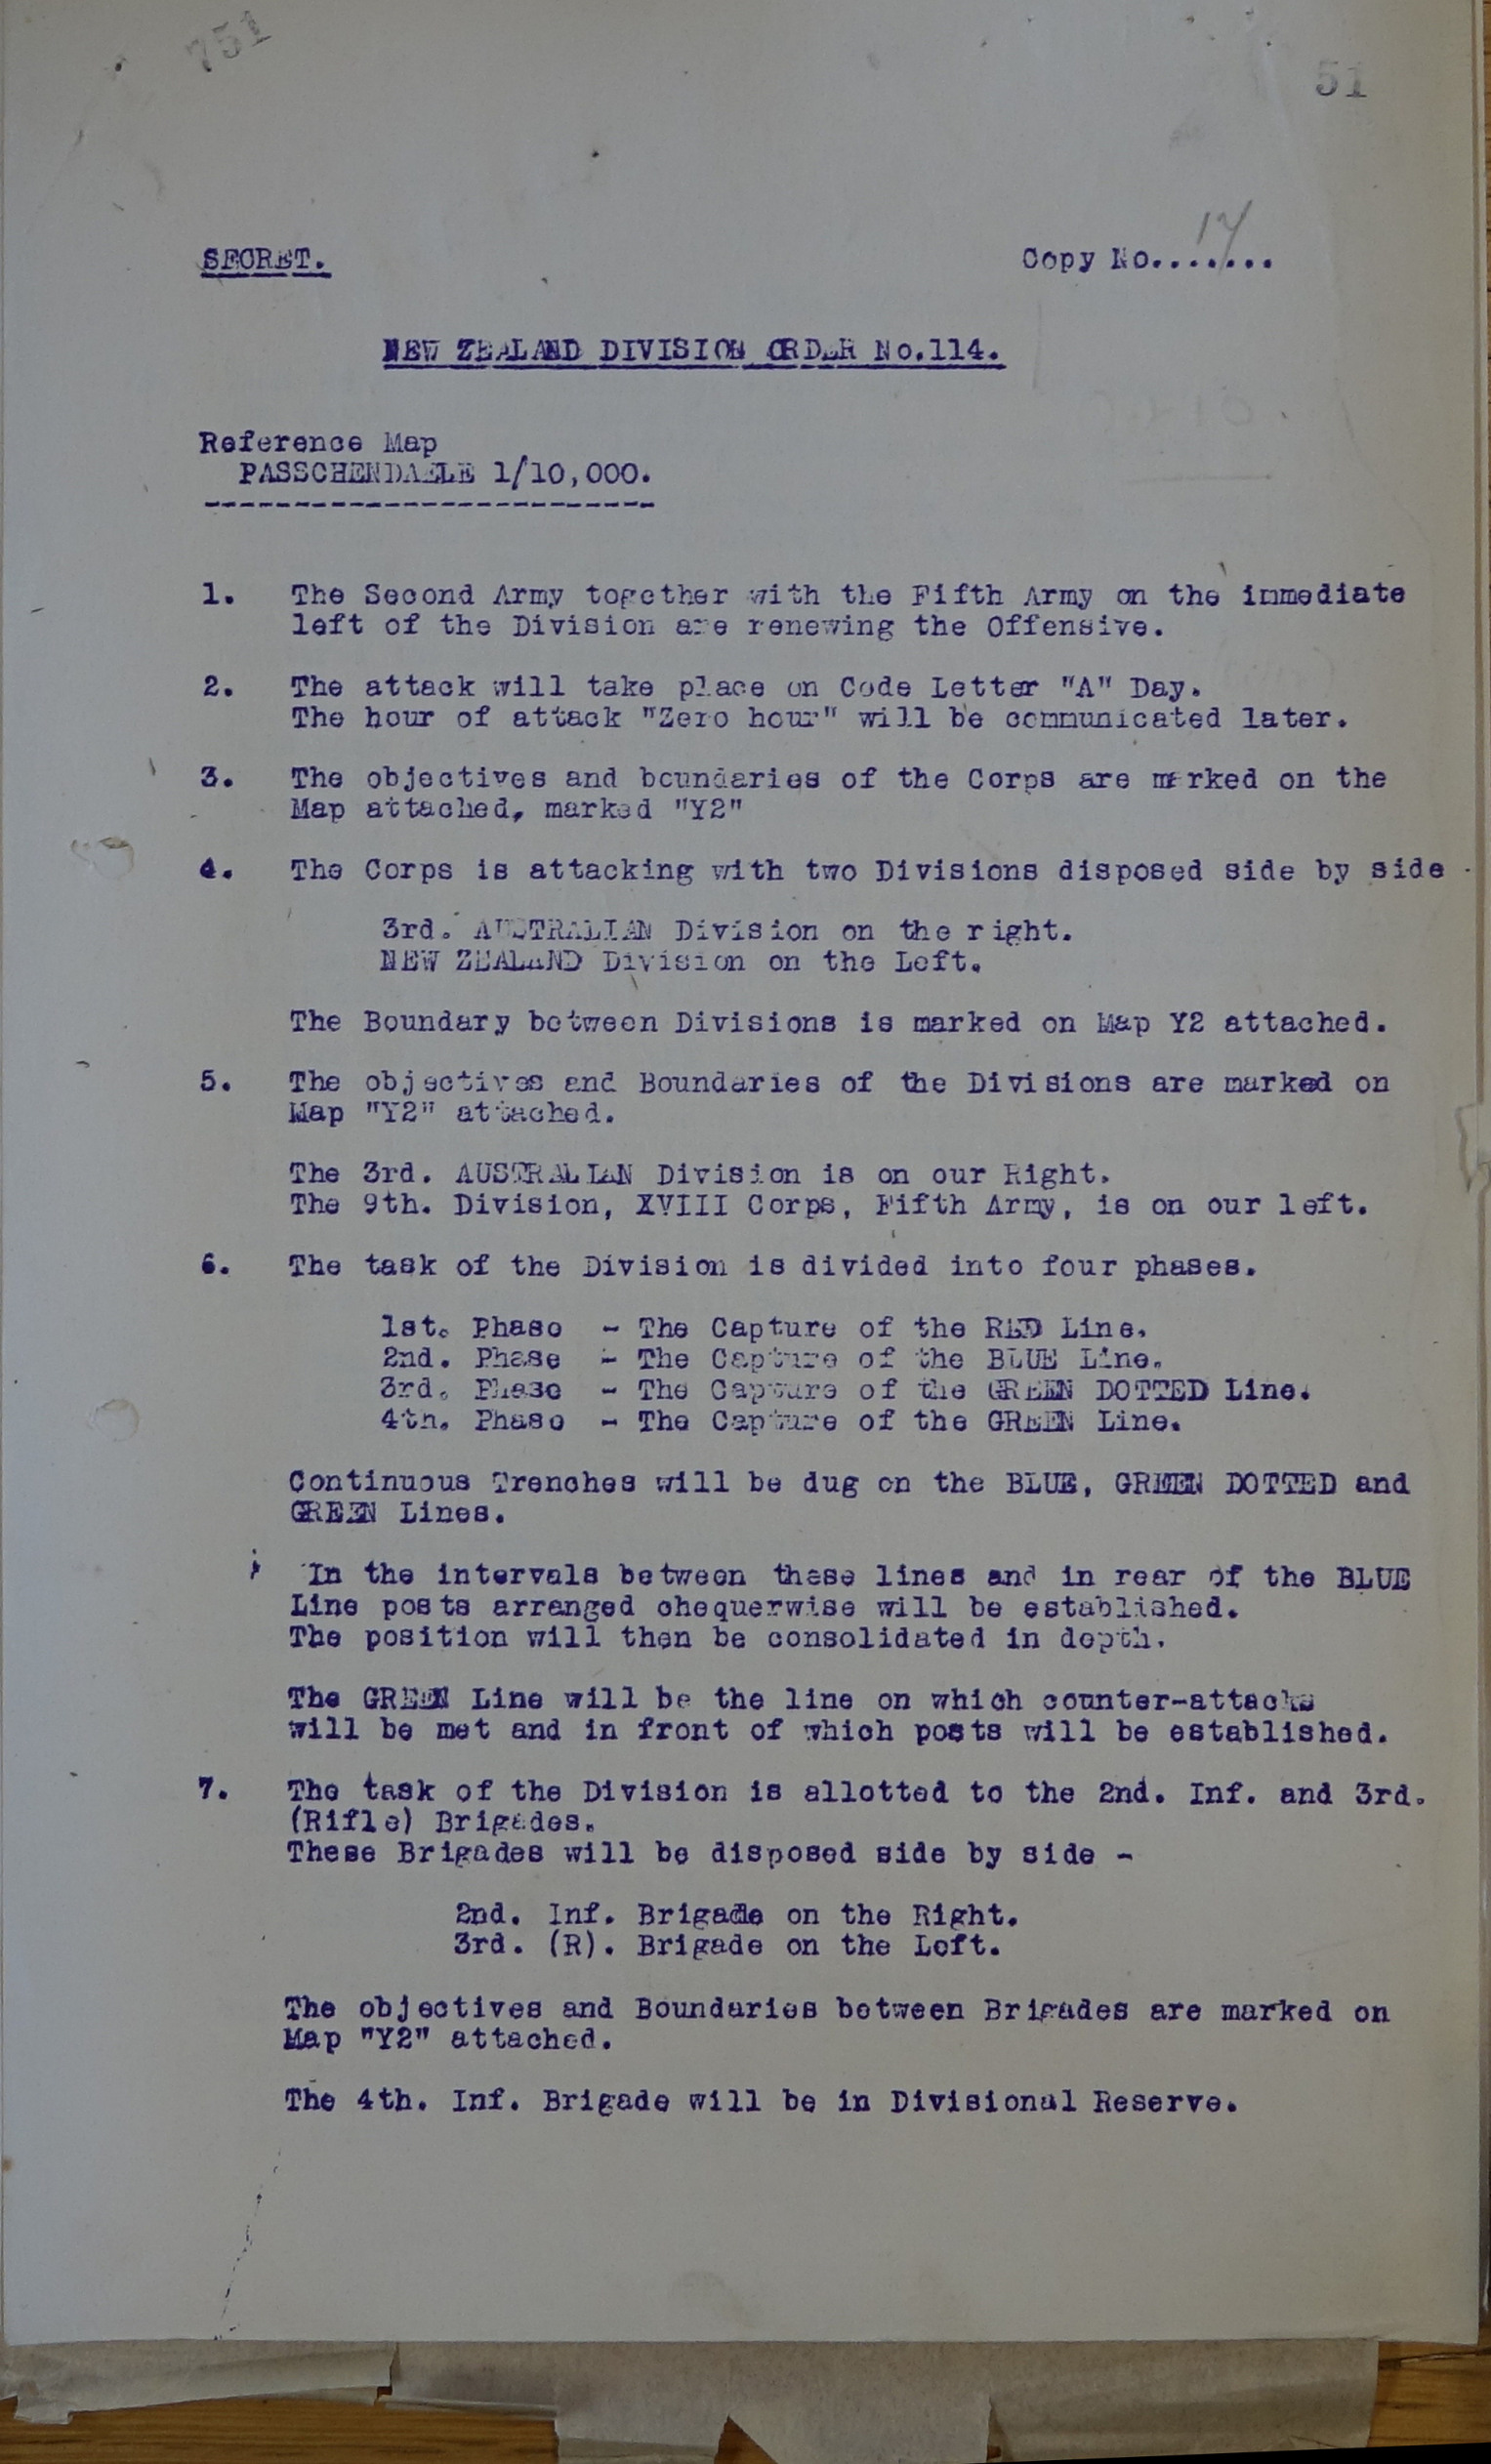 751
51
SECRET.
Copy No.......
17
NEW ZEALAND DIVISION ORDER No.114.
Reference Map
PASSCHENDAELE 1/10,000.
-------------------------
1. The Second Army together with the Fifth Army on the immediate
left of the Division are renewing the Offensive.
2. The attack will take place on Code Letter "A" Day.
The hour of attack "Zero hour" will be communicated later.
3. The objectives and boundaries of the Corps are marked on the
Map attached, marked "Y2"
4. The Corps is attacking with two Divisions disposed side by side -
3rd. AUSTRALIAN Division on the right.
NEW ZEALAND Division on the Left.
The Boundary between Divisions is marked on Map Y2 attached.
5. The objectives and Boundaries of the Divisions are marked on
Map "Y2" attached.
The 3rd. AUSTRALIAN Division is on our Right.
The 9th. Division, XVIII Corps, Fifth Army, is on our left.
6. The task of the Division is divided into four phases.
1st. Phase - The Capture of the RED Line.
2nd. Phase - The Capture of the BLUE Line.
3rd. Phase - The Capture of the GREEN DOTTED Line.
4th. Phase - The Capture of the GREEN Line.
Continuous Trenches will be dug on the BLUE, GREEN DOTTED and
GREEN Lines.
In the intervals between these lines and in rear of the BLUE
Line posts arranged chequerwise will be established.
The position will then be consolidated in depth.
The GREEN Line will be the line on which counter-attacks
will be met and in front of which posts will be established.
7. The task of the Division is allotted to the 2nd. Inf. and 3rd.
(Rifle) Brigades.
These Brigades will be disposed side by side -
2nd. Inf. Brigade on the Right.
3rd. (R). Brigade on the Left.
The objectives and Boundaries between Brigades are marked on
Map "Y2" attached.
The 4th. Inf. Brigade will be in Divisional Reserve.